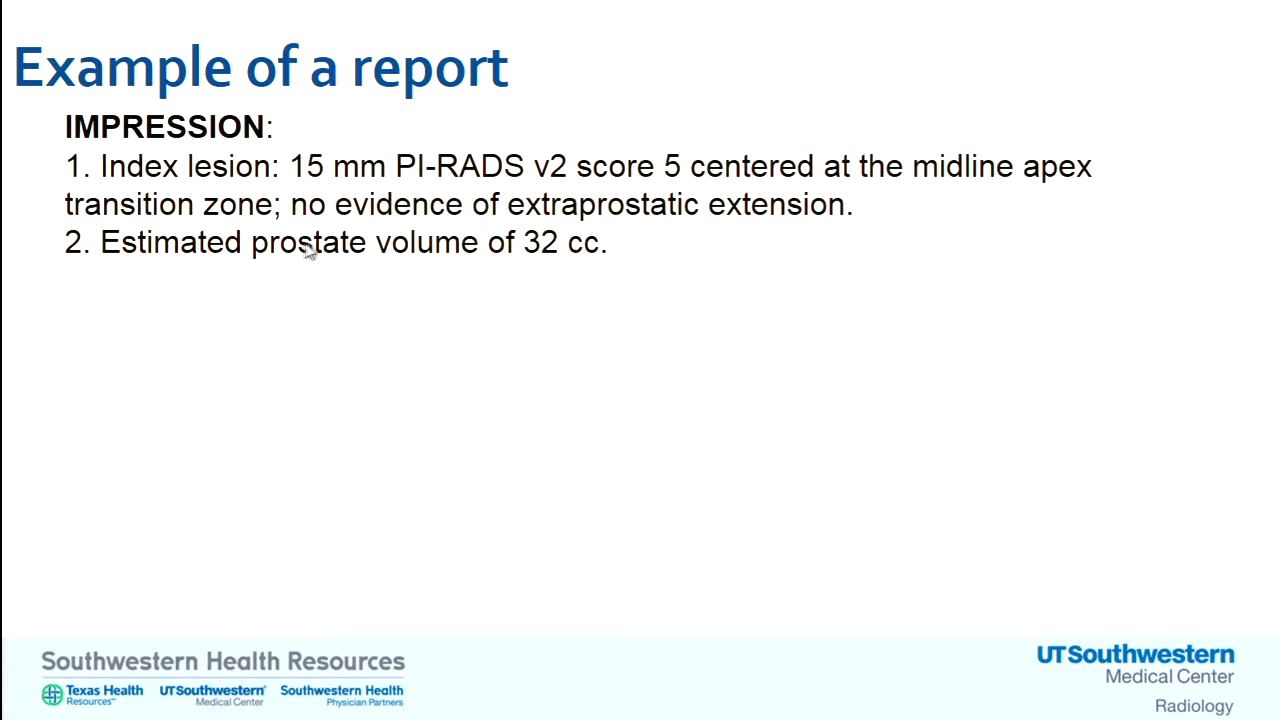 Example of a report
IMPRESSION:
1. Index lesion: 15 mm PI-RADS v2 score 5 centered at the midline apex
transition zone; no evidence of extraprostatic extension.
2. Estimated prostate volume of 32 cc.
Southwestern Health Resources
Texas Health Resources℠
UTSouthwestern® Medical Center
Southwestern Health Physician Partners
UTSouthwestern
Medical Center
Radiology